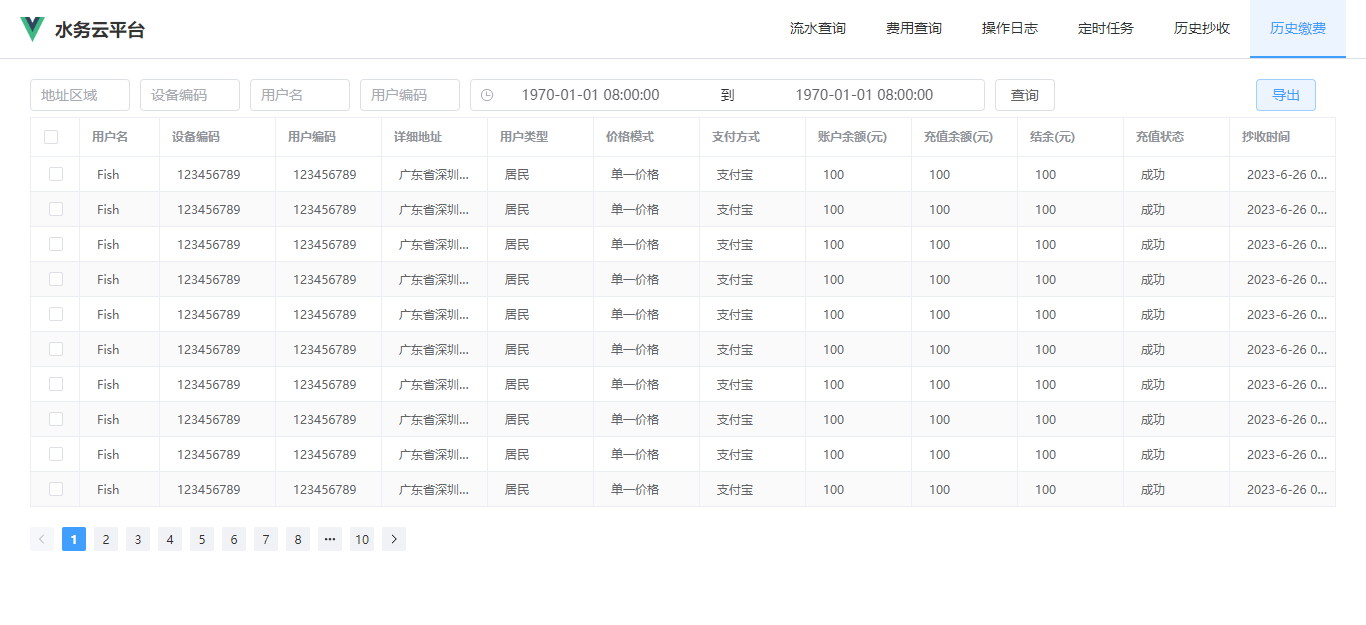 水务云平台 流水查询 费用查询 操作日志 定时任务 历史抄收 历史缴费
地址区域 设备编码 用户名 用户编码 1970-01-01 08:00:00 到 1970-01-01 08:00:00 查询 导出
用户名 设备编码 用户编码 详细地址 用户类型 价格模式 支付方式 账户余额(元) 充值余额(元) 结余(元) 充值状态 抄收时间
Fish 123456789 123456789 广东省深圳... 居民 单一价格 支付宝 100 100 100 成功 2023-6-26 0...
Fish 123456789 123456789 广东省深圳... 居民 单一价格 支付宝 100 100 100 成功 2023-6-26 0...
Fish 123456789 123456789 广东省深圳... 居民 单一价格 支付宝 100 100 100 成功 2023-6-26 0...
Fish 123456789 123456789 广东省深圳... 居民 单一价格 支付宝 100 100 100 成功 2023-6-26 0...
Fish 123456789 123456789 广东省深圳... 居民 单一价格 支付宝 100 100 100 成功 2023-6-26 0...
Fish 123456789 123456789 广东省深圳... 居民 单一价格 支付宝 100 100 100 成功 2023-6-26 0...
Fish 123456789 123456789 广东省深圳... 居民 单一价格 支付宝 100 100 100 成功 2023-6-26 0...
Fish 123456789 123456789 广东省深圳... 居民 单一价格 支付宝 100 100 100 成功 2023-6-26 0...
Fish 123456789 123456789 广东省深圳... 居民 单一价格 支付宝 100 100 100 成功 2023-6-26 0...
Fish 123456789 123456789 广东省深圳... 居民 单一价格 支付宝 100 100 100 成功 2023-6-26 0...
1 2 3 4 5 6 7 8 ... 10